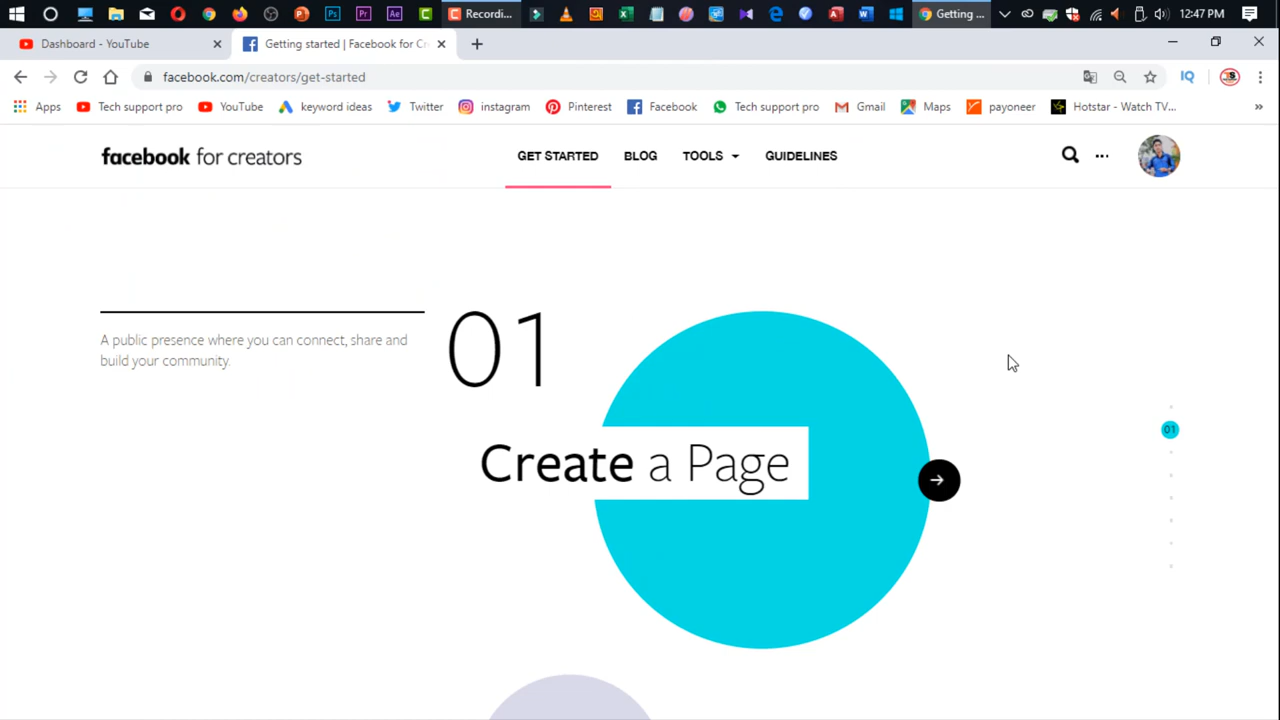 Recordi...
Getting ...
12:47 PM
Dashboard - YouTube
Getting started | Facebook for Cr
facebook.com/creators/get-started
Apps
Tech support pro
YouTube
keyword ideas
Twitter
instagram
Pinterest
Facebook
Tech support pro
Gmail
Maps
payoneer
Hotstar - Watch TV...
facebook for creators
GET STARTED
BLOG
TOOLS
GUIDELINES
A public presence where you can connect, share and
build your community.
01
Create a Page
01